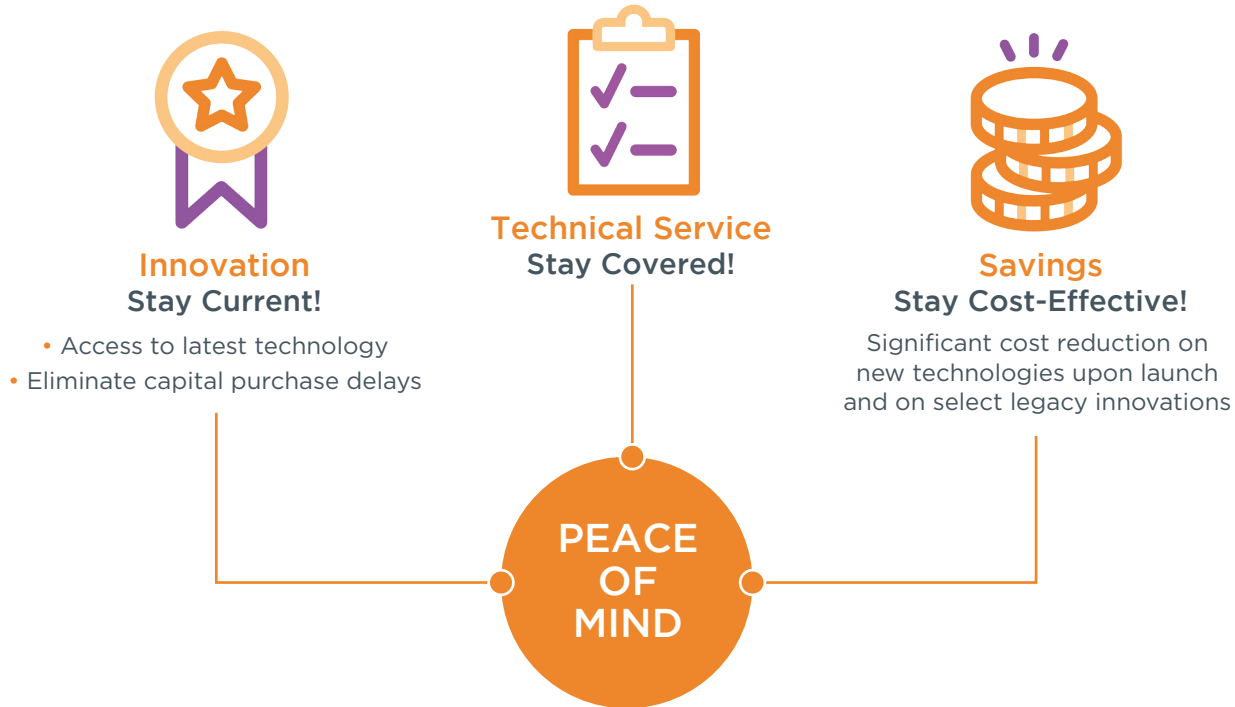 Innovation
Stay Current!
• Access to latest technology
• Eliminate capital purchase delays
Technical Service
Stay Covered!
Savings
Stay Cost-Effective!
Significant cost reduction on
new technologies upon launch
and on select legacy innovations
PEACE
OF
MIND